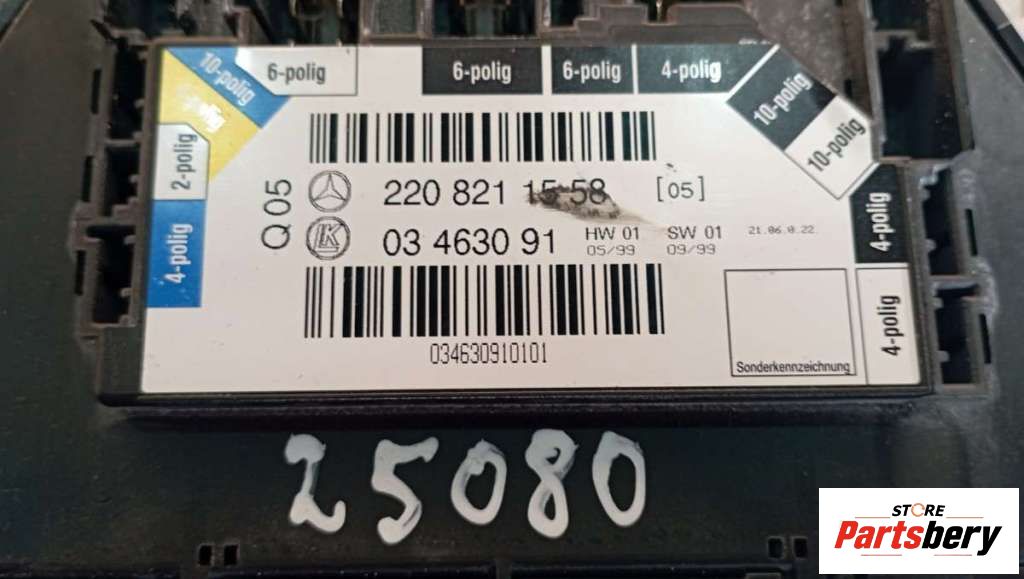 10-polig
6-polig
6-polig
6-polig
4-polig
10-polig
10-polig
2-polig
4-polig
4-polig
4-polig
Q 05
220 821 15 58 [05]
LK
03 4630 91 HW 01 SW 01 21.06.0.22.
05/99 09/99
034630910101
Sonderkennzeichnung
25080
STORE
Partsbery